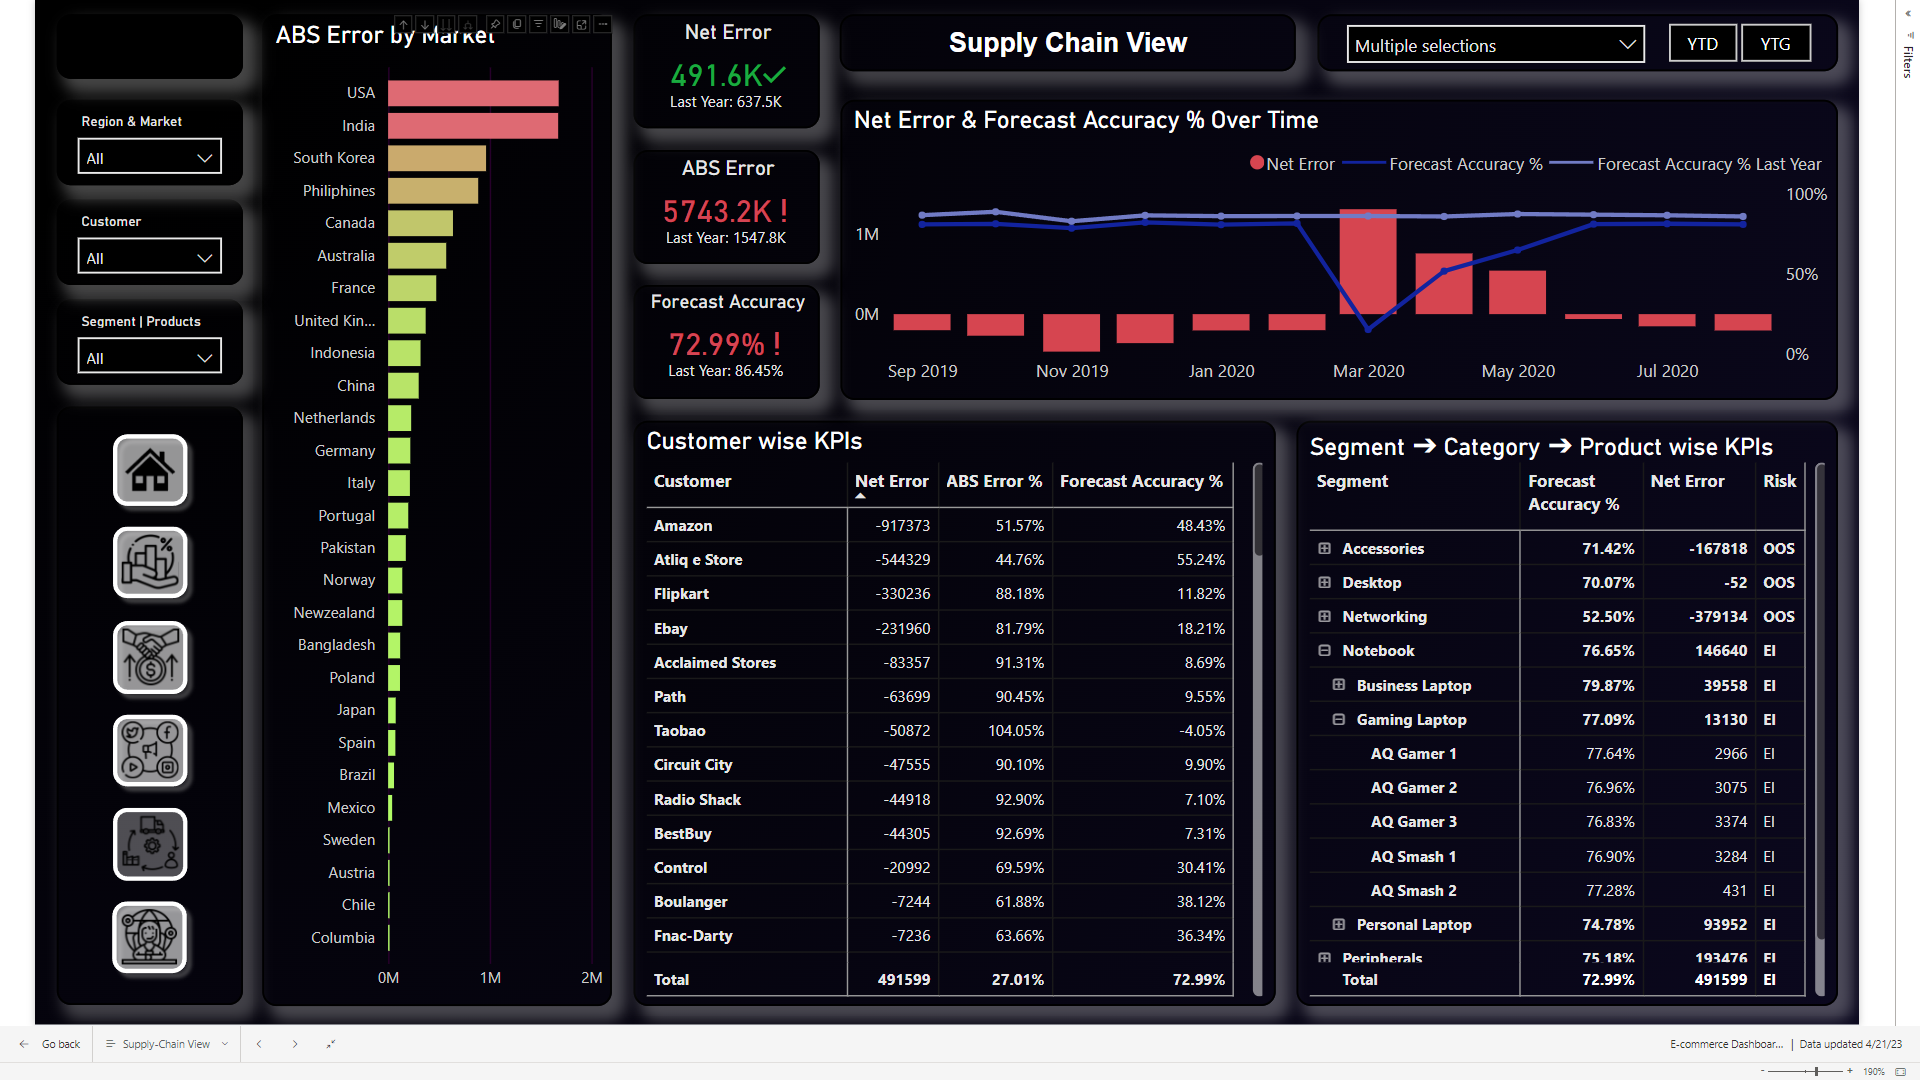 ABS Error by Market
USA
India
South Korea
Philiphines
Canada
Australia
France
United Kin...
Indonesia
China
Netherlands
Germany
Italy
Portugal
Pakistan
Norway
Newzealand
Bangladesh
Poland
Japan
Spain
Brazil
Mexico
Sweden
Austria
Chile
Columbia
0M 1M 2M
Region & Market
All
Customer
All
Segment | Products
All
Net Error
491.6K
Last Year: 637.5K
ABS Error
5743.2K !
Last Year: 1547.8K
Forecast Accuracy
72.99% !
Last Year: 86.45%
Supply Chain View
Multiple selections
YTD YTG
Net Error & Forecast Accuracy % Over Time
Net Error Forecast Accuracy % Forecast Accuracy % Last Year
100%
1M
50%
0M
0%
Sep 2019 Nov 2019 Jan 2020 Mar 2020 May 2020 Jul 2020
Customer wise KPIs
Customer Net Error ABS Error % Forecast Accuracy %
Amazon -917373 51.57% 48.43%
Atliq e Store -544329 44.76% 55.24%
Flipkart -330236 88.18% 11.82%
Ebay -231960 81.79% 18.21%
Acclaimed Stores -83357 91.31% 8.69%
Path -63699 90.45% 9.55%
Taobao -50872 104.05% -4.05%
Circuit City -47555 90.10% 9.90%
Radio Shack -44918 92.90% 7.10%
BestBuy -44305 92.69% 7.31%
Control -20992 69.59% 30.41%
Boulanger -7244 61.88% 38.12%
Fnac-Darty -7236 63.66% 36.34%
Total 491599 27.01% 72.99%
Segment → Category → Product wise KPIs
Segment Forecast Net Error Risk
Accuracy %
Accessories 71.42% -167818 OOS
Desktop 70.07% -52 OOS
Networking 52.50% -379134 OOS
Notebook 76.65% 146640 EI
Business Laptop 79.87% 39558 EI
Gaming Laptop 77.09% 13130 EI
AQ Gamer 1 77.64% 2966 EI
AQ Gamer 2 76.96% 3075 EI
AQ Gamer 3 76.83% 3374 EI
AQ Smash 1 76.90% 3284 EI
AQ Smash 2 77.28% 431 EI
Personal Laptop 74.78% 93952 EI
Peripherals 75.18% 193476 EI
Total 72.99% 491599 EI
Filters
Go back
Supply-Chain View
E-commerce Dashboar... | Data updated 4/21/23
- + 190%